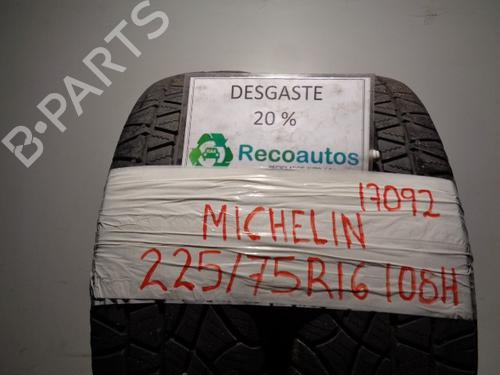 B-PARTS
DESGASTE
20 %
Recoautos
17092
MICHELIN
225/75R16 108H